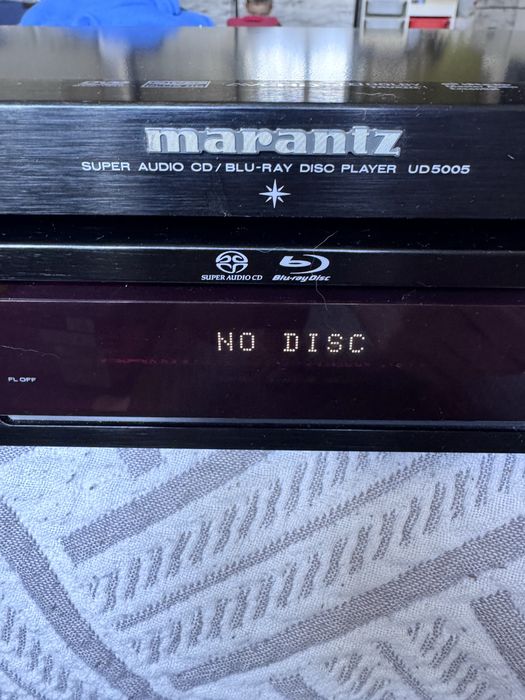 marantz
SUPER AUDIO CD / BLU-RAY DISC PLAYER UD5005
SUPER AUDIO CD
Blu-ray Disc
NO DISC
FL OFF